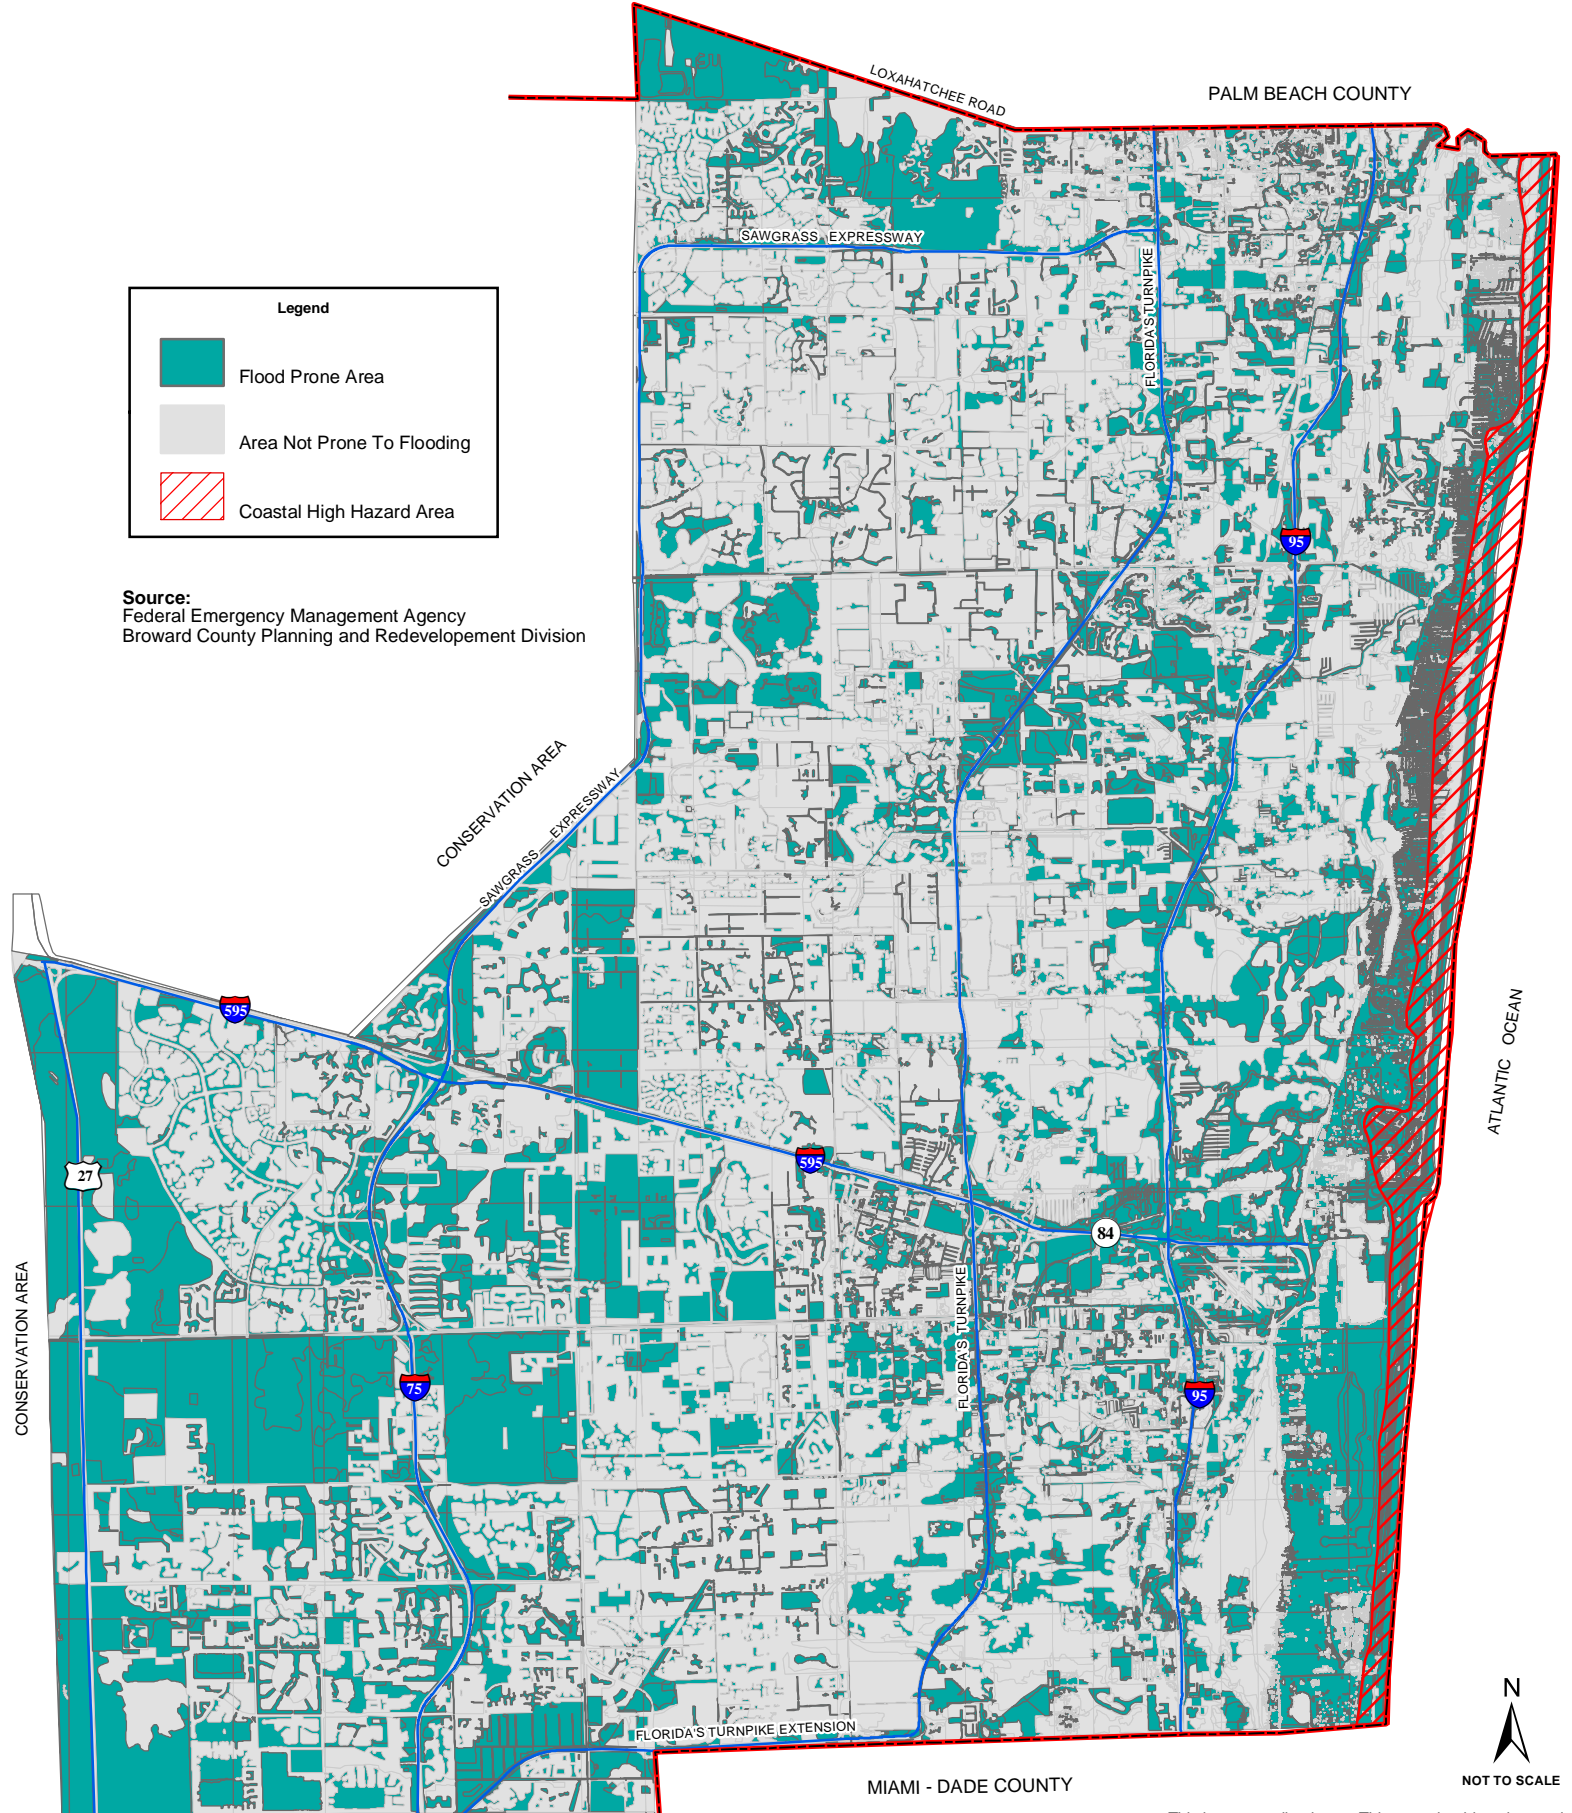 LOXAHATCHEE ROAD
PALM BEACH COUNTY
SAWGRASS EXPRESSWAY
FLORIDA'S TURNPIKE
Legend
Flood Prone Area
Area Not Prone To Flooding
Coastal High Hazard Area
95
Source:
Federal Emergency Management Agency
Broward County Planning and Redevelopement Division
CONSERVATION AREA
SAWGRASS EXPRESSWAY
595
ATLANTIC OCEAN
27
595
84
CONSERVATION AREA
FLORIDA'S TURNPIKE
75
95
N
FLORIDA'S TURNPIKE EXTENSION
NOT TO SCALE
MIAMI - DADE COUNTY